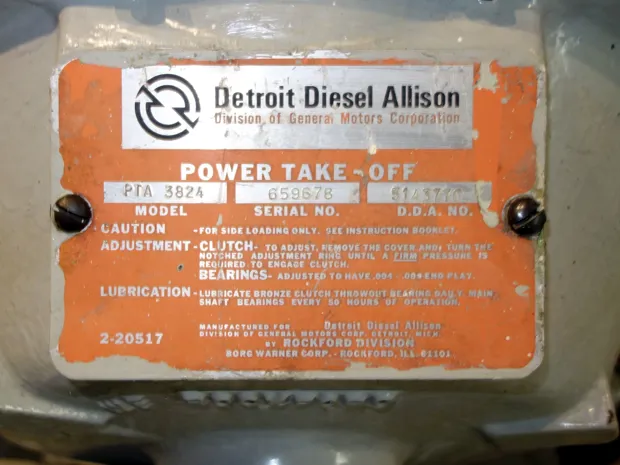 Detroit Diesel Allison
Division of General Motors Corporation
POWER TAKE-OFF
PTA 3824 659678
MODEL SERIAL NO. D.D.A. NO.
CAUTION -FOR SIDE LOADING ONLY. SEE INSTRUCTION BOOKLET.
ADJUSTMENT-CLUTCH- TO ADJUST, REMOVE THE COVER AND TURN THE
NOTCHED ADJUSTMENT RING UNTIL A FIRM PRESSURE IS
REQUIRED TO ENGAGE CLUTCH.
BEARINGS- ADJUSTED TO HAVE .004 - END PLAY.
LUBRICATION-LUBRICATE BRONZE CLUTCH THROWOUT BEARING DAILY. MAIN
SHAFT BEARINGS EVERY 50 HOURS OF OPERATION.
MANUFACTURED FOR Detroit Diesel Allison
DIVISION OF GENERAL MOTORS CORP. DETROIT, MICH.
2-20517 BY ROCKFORD DIVISION
BORG WARNER CORP. - ROCKFORD, ILL. 61101